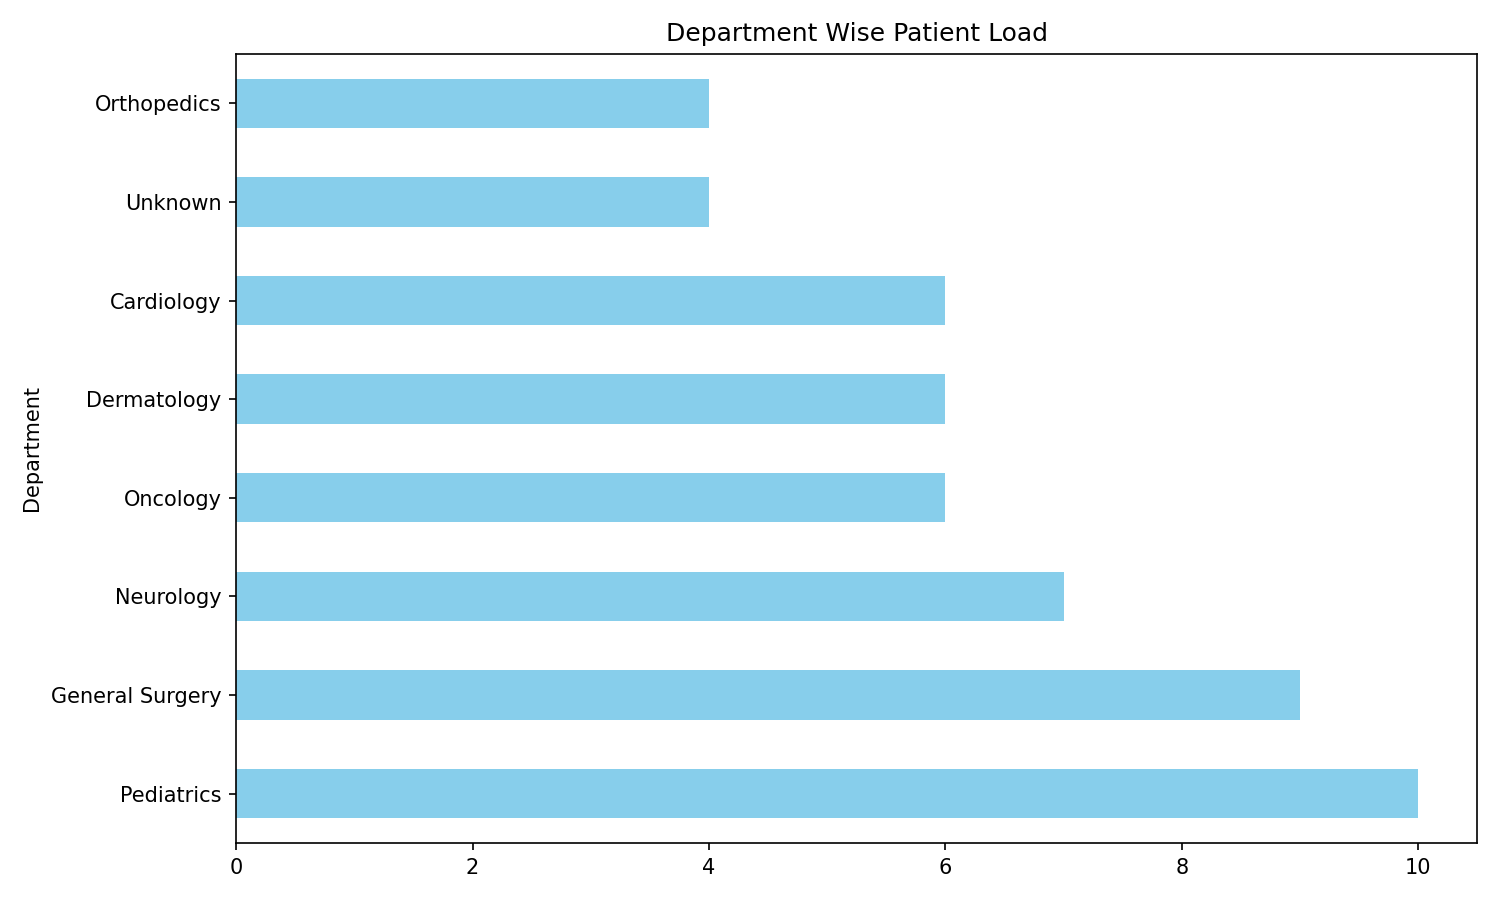 Department Wise Patient Load
Orthopedics
Unknown
Cardiology
Dermatology
Oncology
Neurology
General Surgery
Pediatrics
Department
0 2 4 6 8 10